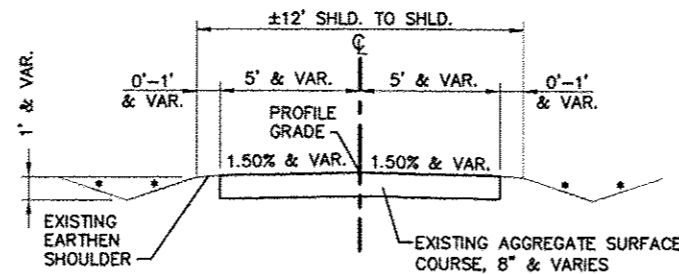 ±12' SHLD. TO SHLD.
℄
0'-1'
& VAR.
5' & VAR.
5' & VAR.
0'-1'
& VAR.
1' & VAR.
PROFILE
GRADE
1.50% & VAR.
1.50% & VAR.
* *
* *
EXISTING
EARTHEN
SHOULDER
EXISTING AGGREGATE SURFACE
COURSE, 8" & VARIES